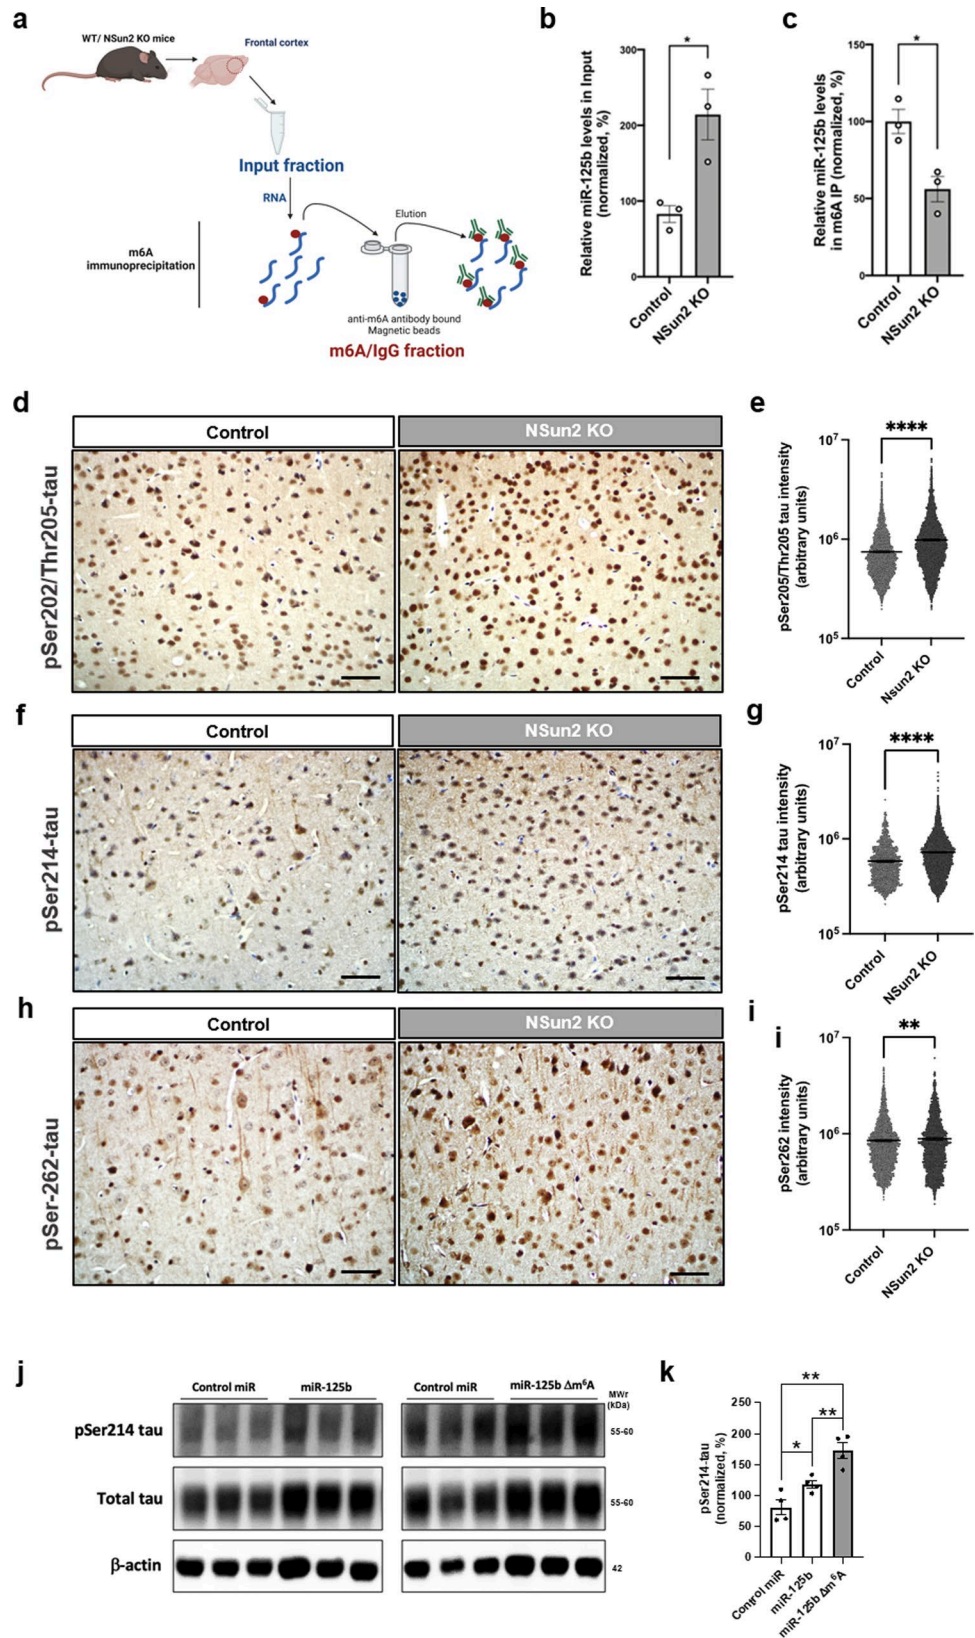 a
WT/ NSun2 KO mice
Frontal cortex
Input fraction
RNA
Elution
m6A
immunoprecipitation
anti-m6A antibody bound
Magnetic beads
m6A/IgG fraction
b
Relative miR-125b levels in Input
(normalized, %)
300
200
100
0
*
Control
NSun2 KO
c
Relative miR-125b levels
in m6A IP (normalized, %)
150
100
50
0
*
Control
NSun2 KO
d
Control
NSun2 KO
pSer202/Thr205-tau
e
pSer205/Thr205 tau intensity
(arbitrary units)
10⁷
10⁶
10⁵
****
Control
Nsun2 KO
f
Control
NSun2 KO
pSer214-tau
g
pSer214 tau intensity
(arbitrary units)
10⁷
10⁶
10⁵
****
Control
NSun2 KO
h
Control
NSun2 KO
pSer-262-tau
i
i
pSer262 intensity
(arbitrary units)
10⁷
10⁶
10⁵
**
Control
NSun2 KO
j
Control miR
miR-125b
Control miR
miR-125b Δm⁶A
MWr
(kDa)
pSer214 tau
55-60
Total tau
55-60
β-actin
42
k
pSer214-tau
(normalized, %)
250
200
150
100
50
0
**
**
*
Control miR
miR-125b
miR-125b Δm⁶A